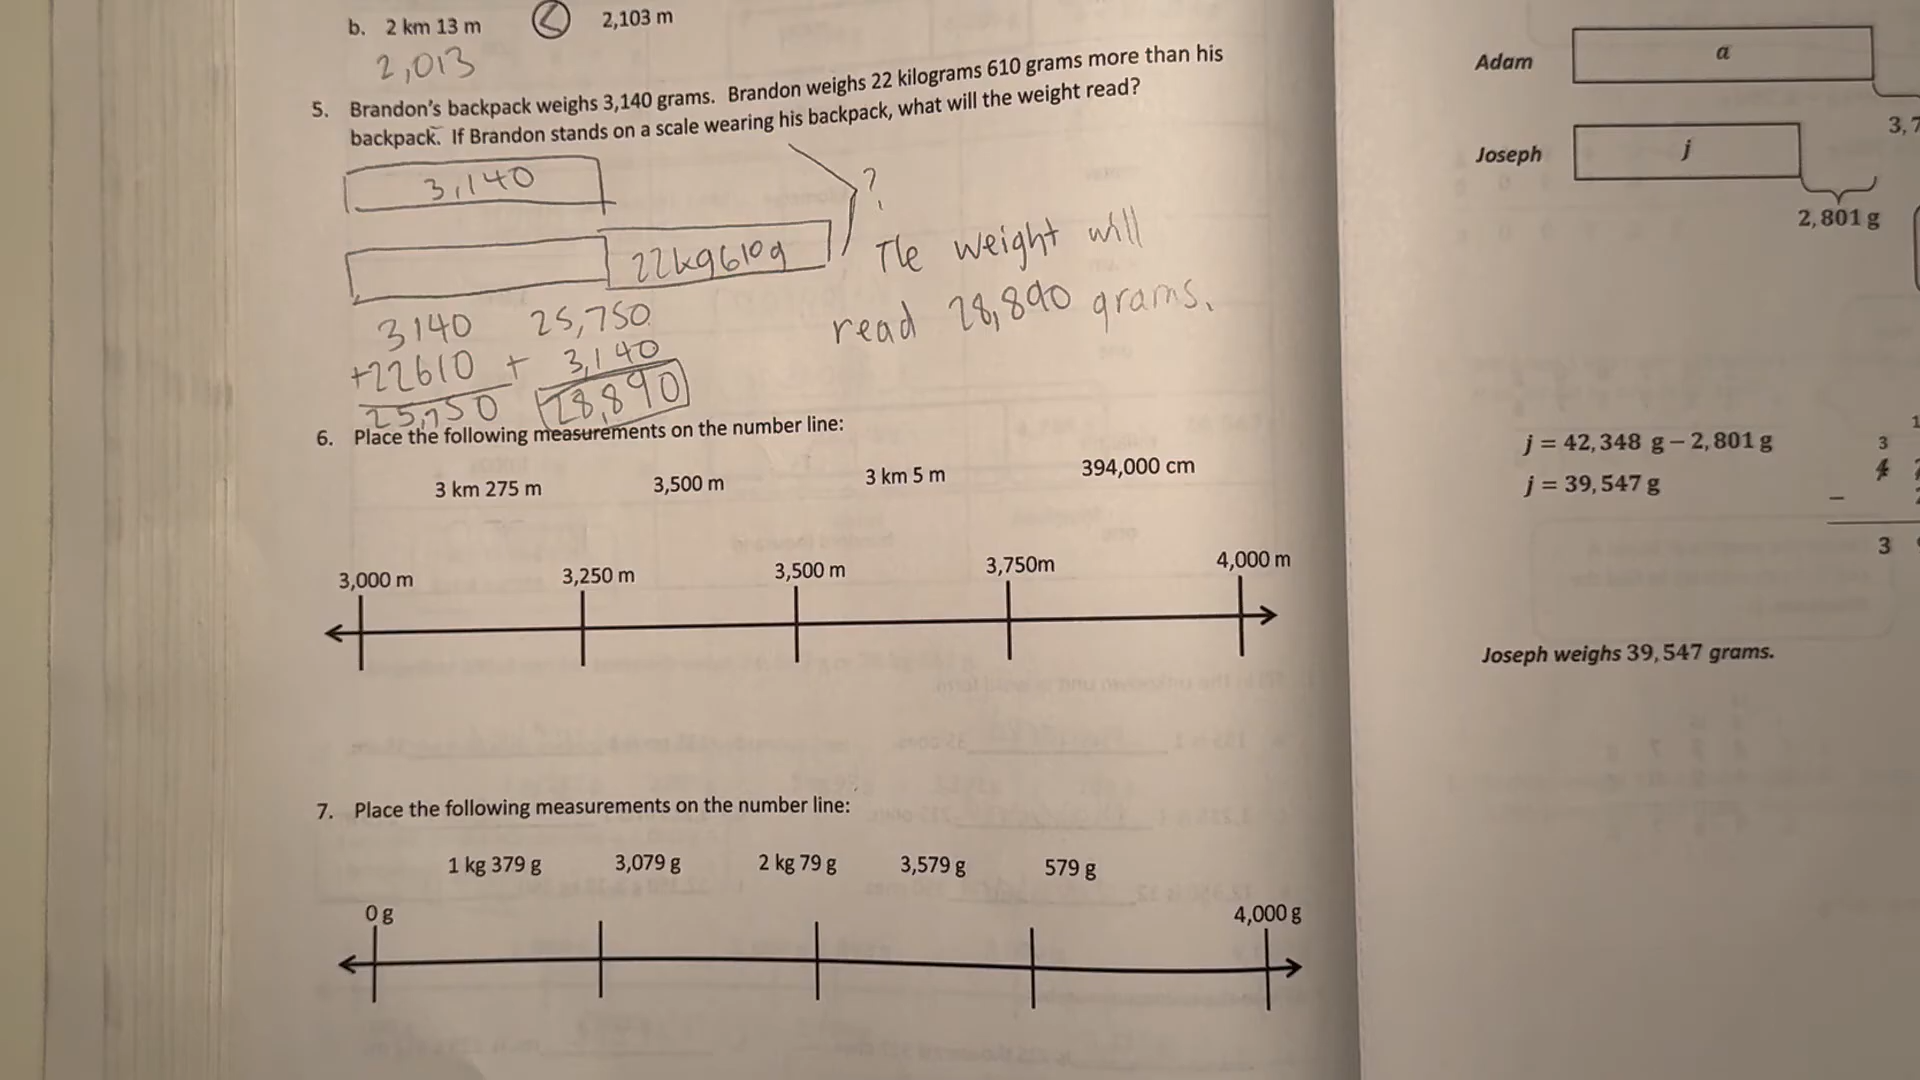 b. 2 km 13 m < 2,103 m
2,013
5. Brandon's backpack weighs 3,140 grams. Brandon weighs 22 kilograms 610 grams more than his
backpack. If Brandon stands on a scale wearing his backpack, what will the weight read?
3,140
?
22kg610g
The weight will
read 28,890 grams.
3140
+22610
25,750
25,750
+ 3,140
28,890
6. Place the following measurements on the number line:
3 km 275 m 3,500 m 3 km 5 m 394,000 cm
3,000 m 3,250 m 3,500 m 3,750m 4,000 m
7. Place the following measurements on the number line:
1 kg 379 g 3,079 g 2 kg 79 g 3,579 g 579 g
0 g 4,000 g
Adam a
3,7
Joseph j
2,801 g
j = 42,348 g – 2,801 g
j = 39,547 g
3
4
–
3
Joseph weighs 39,547 grams.